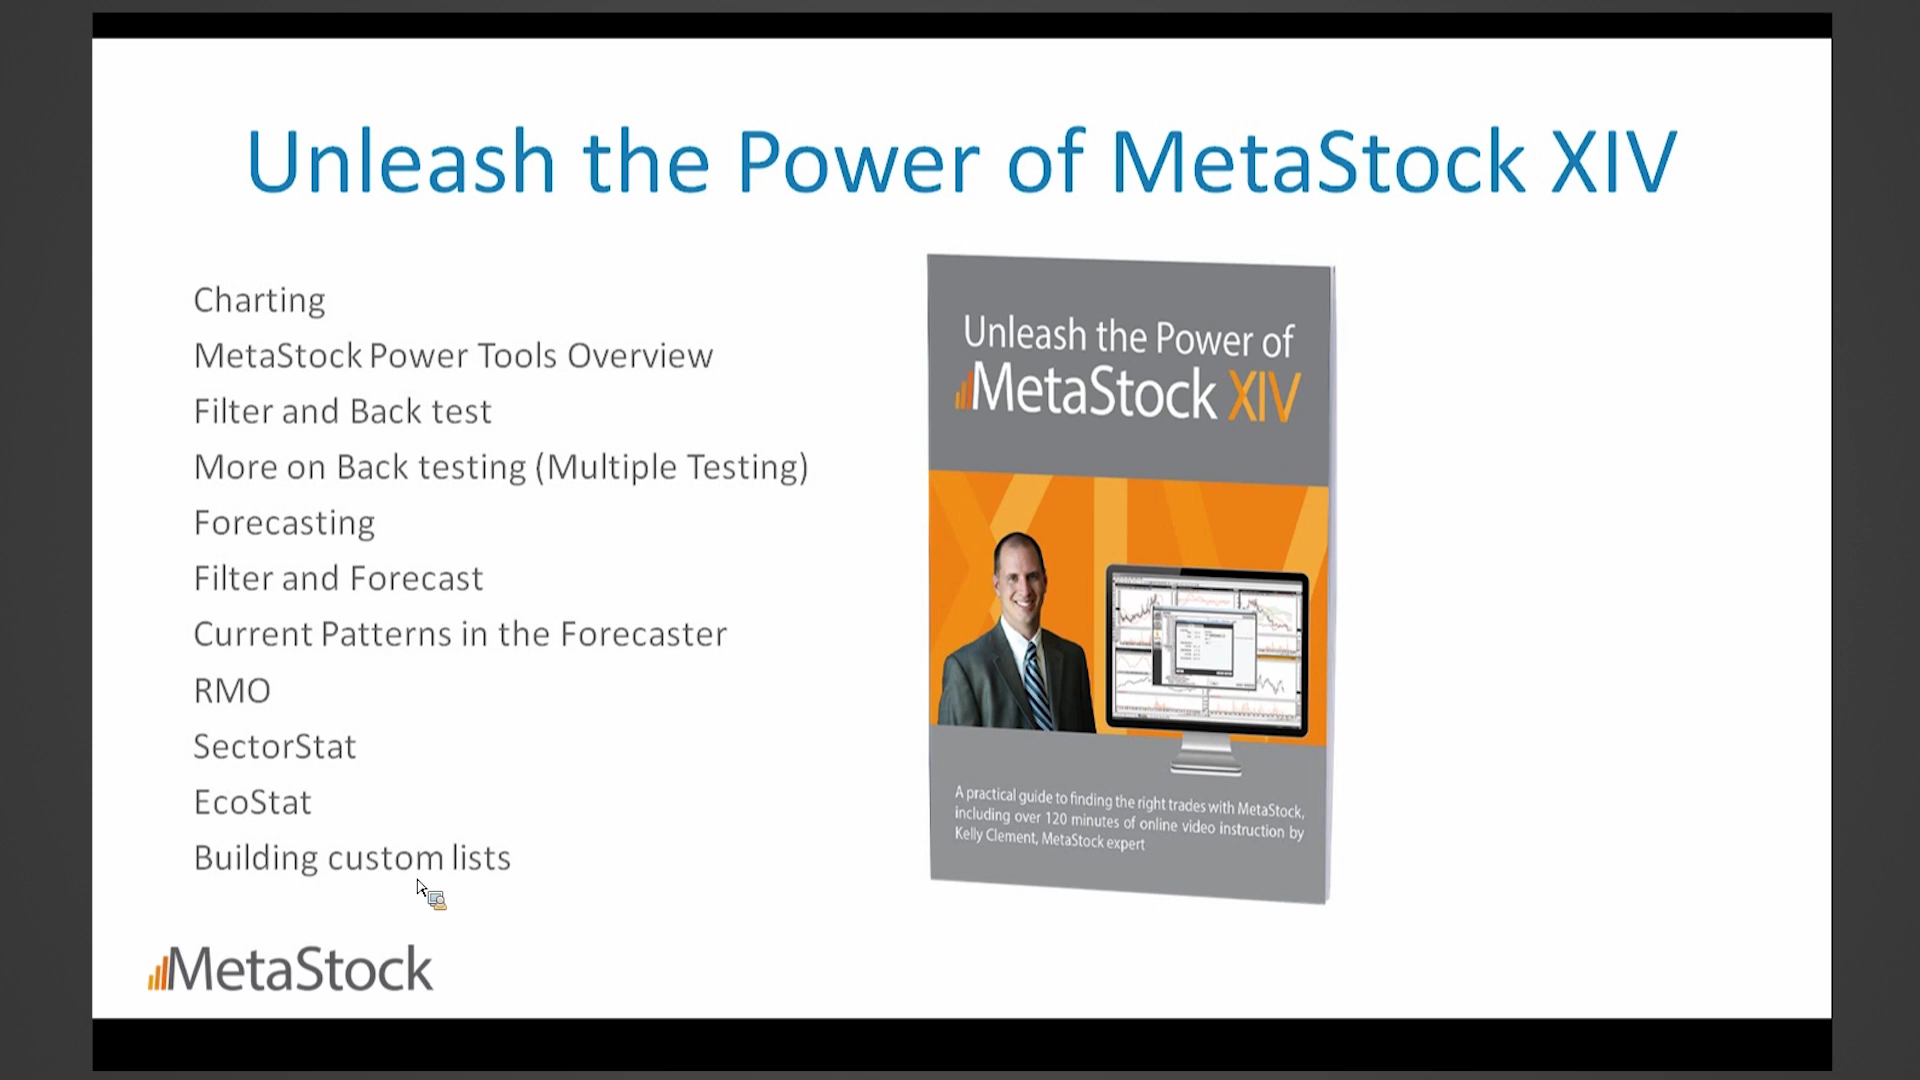 Unleash the Power of MetaStock XIV
Charting
MetaStock Power Tools Overview
Filter and Back test
More on Back testing (Multiple Testing)
Forecasting
Filter and Forecast
Current Patterns in the Forecaster
RMO
SectorStat
EcoStat
Building custom lists
Unleash the Power of
MetaStock XIV
A practical guide to finding the right trades with MetaStock,
including over 120 minutes of online video instruction by
Kelly Clement, MetaStock expert
MetaStock